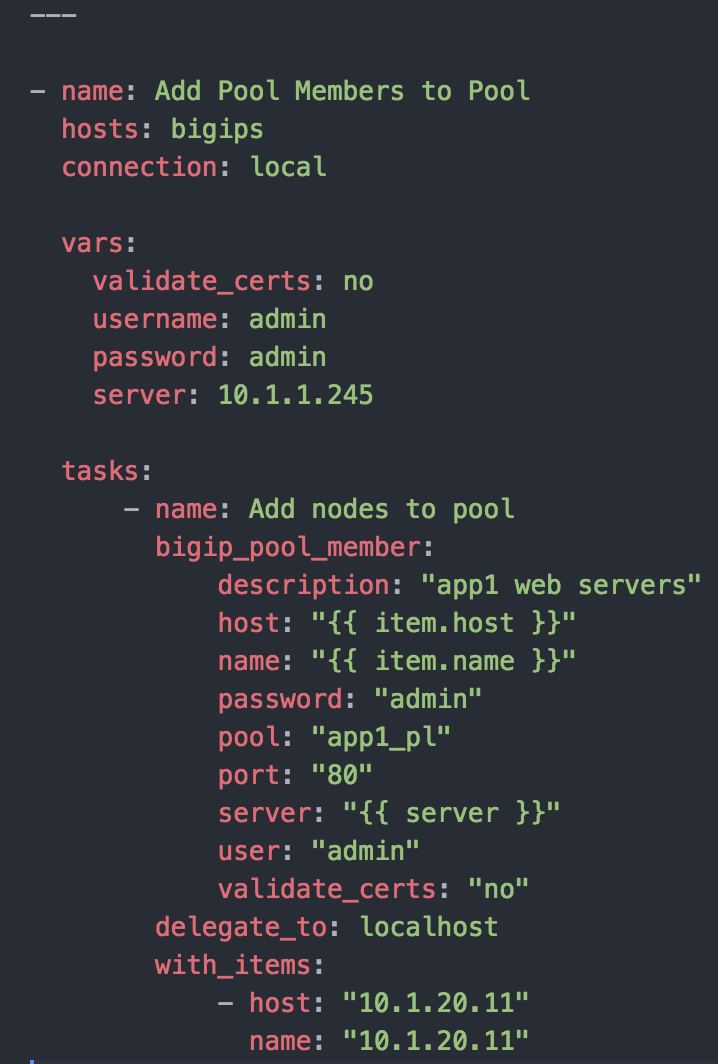 ---
- name: Add Pool Members to Pool
  hosts: bigips
  connection: local
  vars:
    validate_certs: no
    username: admin
    password: admin
    server: 10.1.1.245
  tasks:
      - name: Add nodes to pool
        bigip_pool_member:
            description: "app1 web servers"
            host: "{{ item.host }}"
            name: "{{ item.name }}"
            password: "admin"
            pool: "app1_pl"
            port: "80"
            server: "{{ server }}"
            user: "admin"
            validate_certs: "no"
        delegate_to: localhost
        with_items:
            - host: "10.1.20.11"
              name: "10.1.20.11"